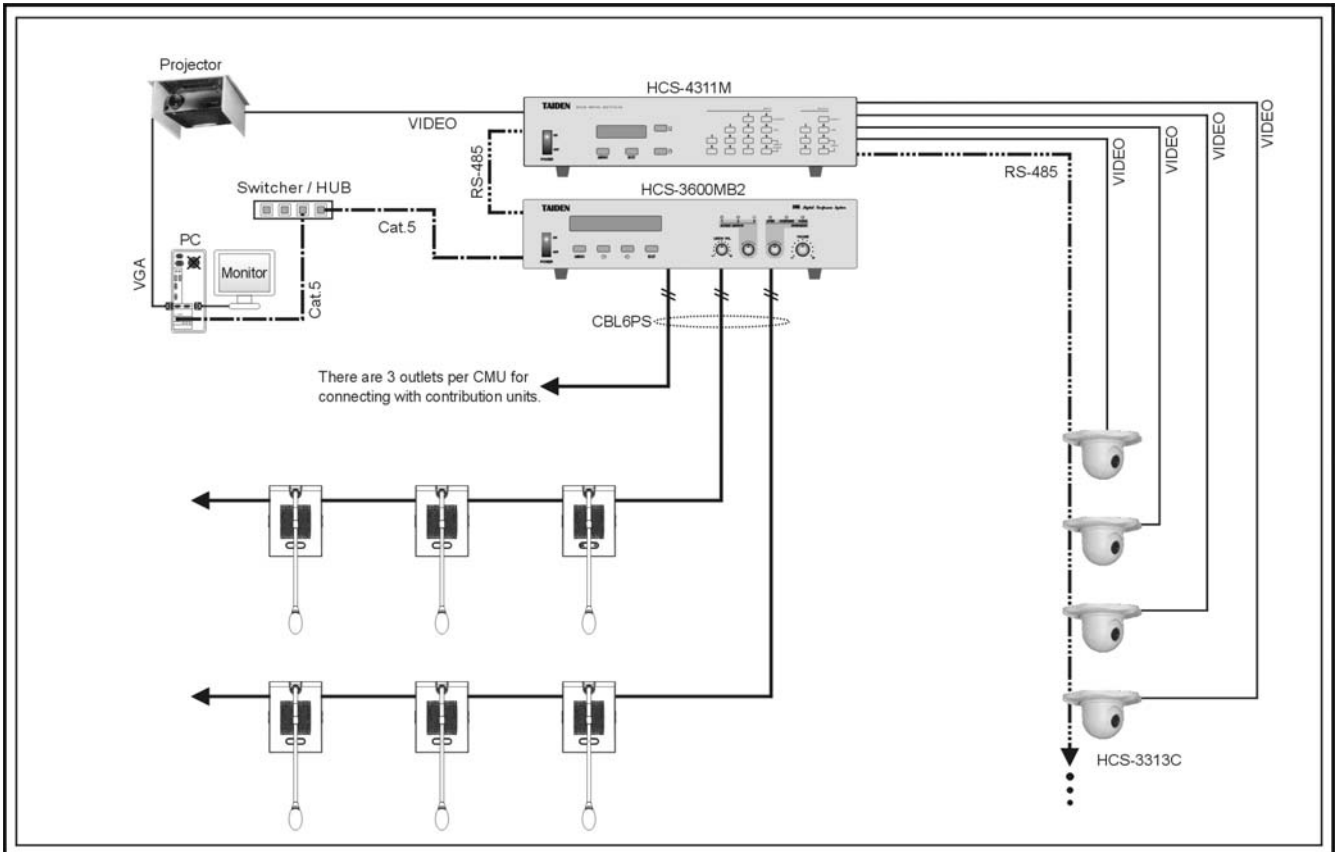 Projector
HCS-4311M
TAIDEN
VIDEO
RS-485
RS-485
VIDEO
VIDEO
VIDEO
VIDEO
HCS-3600MB2
TAIDEN
Switcher / HUB
Cat.5
PC
Monitor
VGA
Cat.5
CBL6PS
There are 3 outlets per CMU for
connecting with contribution units.
HCS-3313C